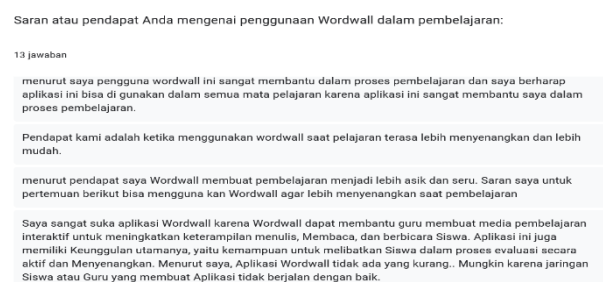 Saran atau pendapat Anda mengenai penggunaan Wordwall dalam pembelajaran:
13 jawaban
menurut saya pengguna wordwall ini sangat membantu dalam proses pembelajaran dan saya berharap
aplikasi ini bisa di gunakan dalam semua mata pelajaran karena aplikasi ini sangat membantu saya dalam
proses pembelajaran.
Pendapat kami adalah ketika menggunakan wordwall saat pelajaran terasa lebih menyenangkan dan lebih
mudah.
menurut pendapat saya Wordwall membuat pembelajaran menjadi lebih asik dan seru. Saran saya untuk
pertemuan berikut bisa mengguna kan Wordwall agar lebih menyenangkan saat pembelajaran
Saya sangat suka aplikasi Wordwall karena Wordwall dapat membantu guru membuat media pembelajaran
interaktif untuk meningkatkan keterampilan menulis, Membaca, dan berbicara Siswa. Aplikasi ini juga
memiliki Keunggulan utamanya, yaitu kemampuan untuk melibatkan Siswa dalam proses evaluasi secara
aktif dan Menyenangkan. Menurut saya, Aplikasi Wordwall tidak ada yang kurang.. Mungkin karena jaringan
Siswa atau Guru yang membuat Aplikasi tidak berjalan dengan baik.